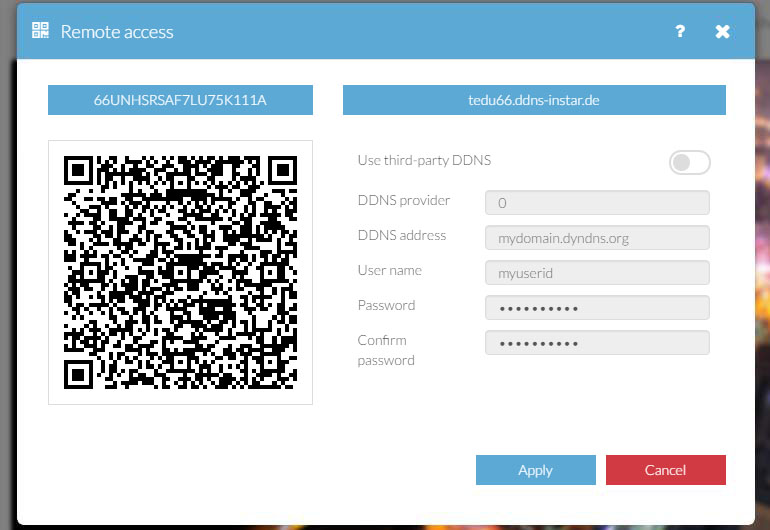 Remote access
?
66UNHSRSAF7LU75K111A
tedu66.ddns-instar.de
Use third-party DDNS
DDNS provider
0
DDNS address
mydomain.dyndns.org
User name
myuserid
Password
••••••••••
Confirm
password
••••••••••
Apply
Cancel